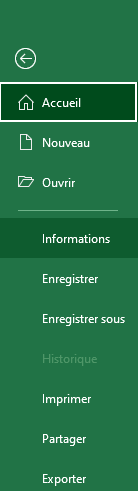 Accueil
Nouveau
Ouvrir
Informations
Enregistrer
Enregistrer sous
Historique
Imprimer
Partager
Exporter